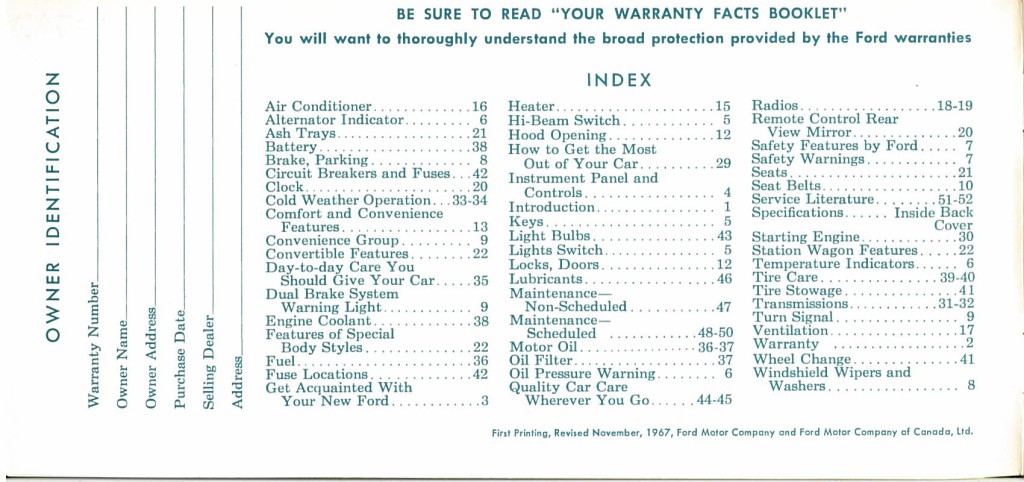 BE SURE TO READ "YOUR WARRANTY FACTS BOOKLET"
You will want to thoroughly understand the broad protection provided by the Ford warranties
OWNER IDENTIFICATION
Warranty Number
Owner Name
Owner Address
Purchase Date
Selling Dealer
Address
INDEX
Air Conditioner............16
Alternator Indicator........ 6
Ash Trays.................21
Battery...................38
Brake, Parking............. 8
Circuit Breakers and Fuses...42
Clock.....................20
Cold Weather Operation...33-34
Comfort and Convenience
Features................13
Convenience Group.......... 9
Convertible Features........22
Day-to-day Care You
Should Give Your Car.....35
Dual Brake System
Warning Light........... 9
Engine Coolant.............38
Features of Special
Body Styles..............22
Fuel......................36
Fuse Locations.............42
Get Acquainted With
Your New Ford...........3
Heater....................15
Hi-Beam Switch............ 5
Hood Opening..............12
How to Get the Most
Out of Your Car..........29
Instrument Panel and
Controls................. 4
Introduction............... 1
Keys...................... 5
Light Bulbs................43
Lights Switch.............. 5
Locks, Doors...............12
Lubricants.................46
Maintenance—
Non-Scheduled............47
Maintenance—
Scheduled ..........48-50
Motor Oil...............36-37
Oil Filter..................37
Oil Pressure Warning........ 6
Quality Car Care
Wherever You Go......44-45
Radios..................18-19
Remote Control Rear
View Mirror..............20
Safety Features by Ford..... 7
Safety Warnings............ 7
Seats.....................21
Seat Belts.................10
Service Literature........51-52
Specifications...... Inside Back
Cover
Starting Engine.............30
Station Wagon Features......22
Temperature Indicators...... 6
Tire Care...............39-40
Tire Stowage...............41
Transmissions............31-32
Turn Signal................ 9
Ventilation................17
Warranty ................. 2
Wheel Change..............41
Windshield Wipers and
Washers................. 8
First Printing, Revised November, 1967, Ford Motor Company and Ford Motor Company of Canada, Ltd.